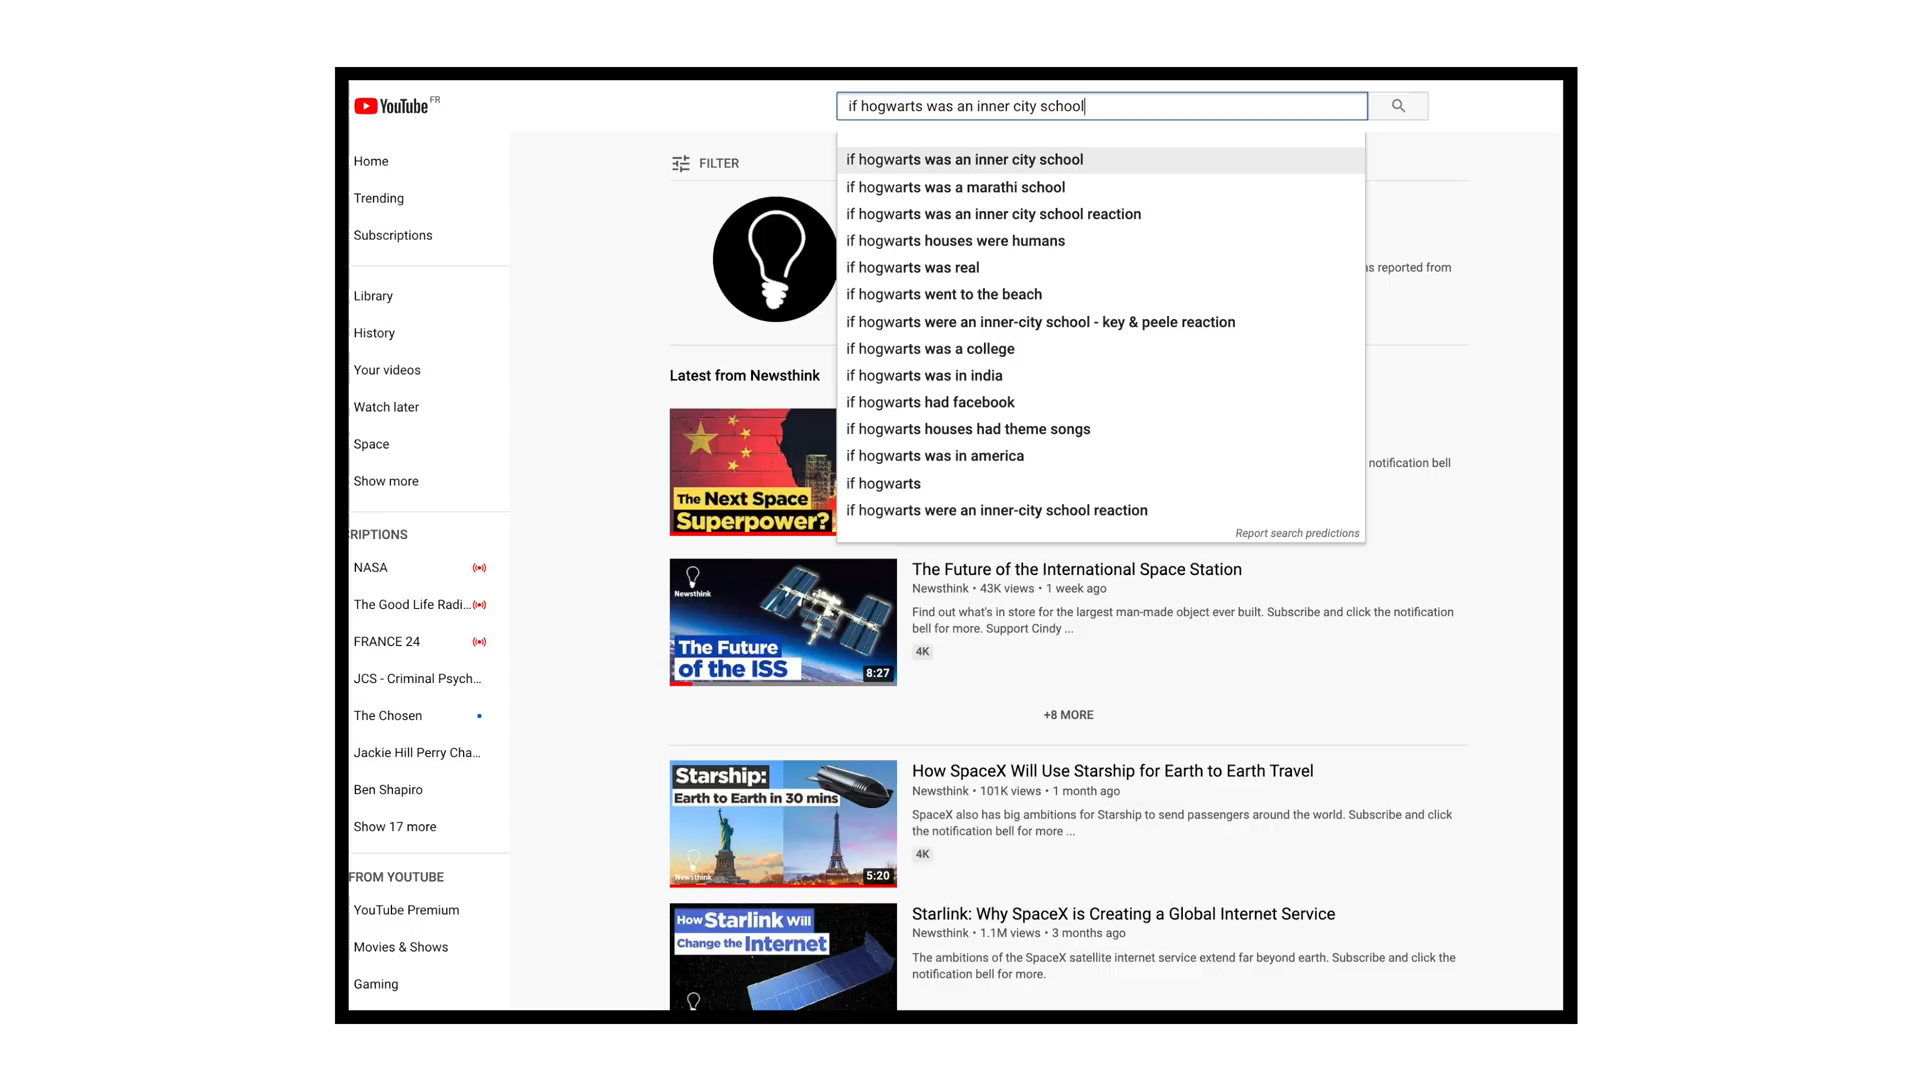 YouTube FR
if hogwarts was an inner city school
Home
Trending
Subscriptions
Library
History
Your videos
Watch later
Space
Show more
RIPTIONS
NASA
The Good Life Radi...
FRANCE 24
JCS - Criminal Psych...
The Chosen
Jackie Hill Perry Cha...
Ben Shapiro
Show 17 more
FROM YOUTUBE
YouTube Premium
Movies & Shows
Gaming
FILTER
if hogwarts was an inner city school
if hogwarts was a marathi school
if hogwarts was an inner city school reaction
if hogwarts houses were humans
if hogwarts was real
if hogwarts went to the beach
if hogwarts were an inner-city school - key & peele reaction
if hogwarts was a college
if hogwarts was in india
if hogwarts had facebook
if hogwarts houses had theme songs
if hogwarts was in america
if hogwarts
if hogwarts were an inner-city school reaction
Report search predictions
reported from
notification bell
Latest from Newsthink
The Next Space
Superpower?
Newsthink
The Future
of the ISS
8:27
The Future of the International Space Station
Newsthink • 43K views • 1 week ago
Find out what's in store for the largest man-made object ever built. Subscribe and click the notification
bell for more. Support Cindy ...
4K
+8 MORE
Starship:
Earth to Earth in 30 mins
Newsthink
5:20
How SpaceX Will Use Starship for Earth to Earth Travel
Newsthink • 101K views • 1 month ago
SpaceX also has big ambitions for Starship to send passengers around the world. Subscribe and click
the notification bell for more ...
4K
How Starlink Will
Change the Internet
Starlink: Why SpaceX is Creating a Global Internet Service
Newsthink • 1.1M views • 3 months ago
The ambitions of the SpaceX satellite internet service extend far beyond earth. Subscribe and click the
notification bell for more.